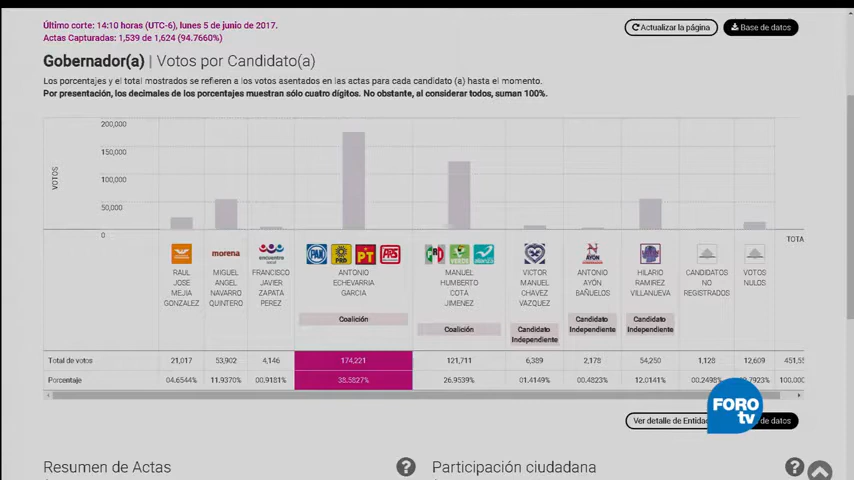 Último corte: 14:10 horas (UTC-6), lunes 5 de junio de 2017.
Actas Capturadas: 1,539 de 1,624 (94.7660%)
Actualizar la página
Base de datos
Gobernador(a) | Votos por Candidato(a)
Los porcentajes y el total mostrados se refieren a los votos asentados en las actas para cada candidato (a) hasta el momento.
Por presentación, los decimales de los porcentajes muestran sólo cuatro dígitos. No obstante, al considerar todos, suman 100%.
200,000
150,000
100,000
50,000
0
VOTOS
TOTA
morena
encuentro social
PAN
PRD
PT
PRS
PRI
VERDE
alianza
AYÓN
RAUL JOSE MEJIA GONZALEZ
MIGUEL ANGEL NAVARRO QUINTERO
FRANCISCO JAVIER ZAPATA PEREZ
ANTONIO ECHEVARRIA GARCIA
Coalición
MANUEL HUMBERTO COTA JIMENEZ
Coalición
VICTOR MANUEL CHÁVEZ VÁZQUEZ
Candidato Independiente
ANTONIO AYÓN BAÑUELOS
Candidato Independiente
HILARIO RAMIREZ VILLANUEVA
Candidato Independiente
CANDIDATOS NO REGISTRADOS
VOTOS NULOS
Total de votos 21,017 53,902 4,146 174,221 121,711 6,389 2,178 54,250 1,128 12,609 451,55
Porcentaje 04.6544% 11.9370% 00.9181% 38.5827% 26.9539% 01.4149% 00.4823% 12.0141% 00.2498% 100.000
Ver detalle de Entidad
de datos
FORO
tv
Resumen de Actas
?
Participación ciudadana
?